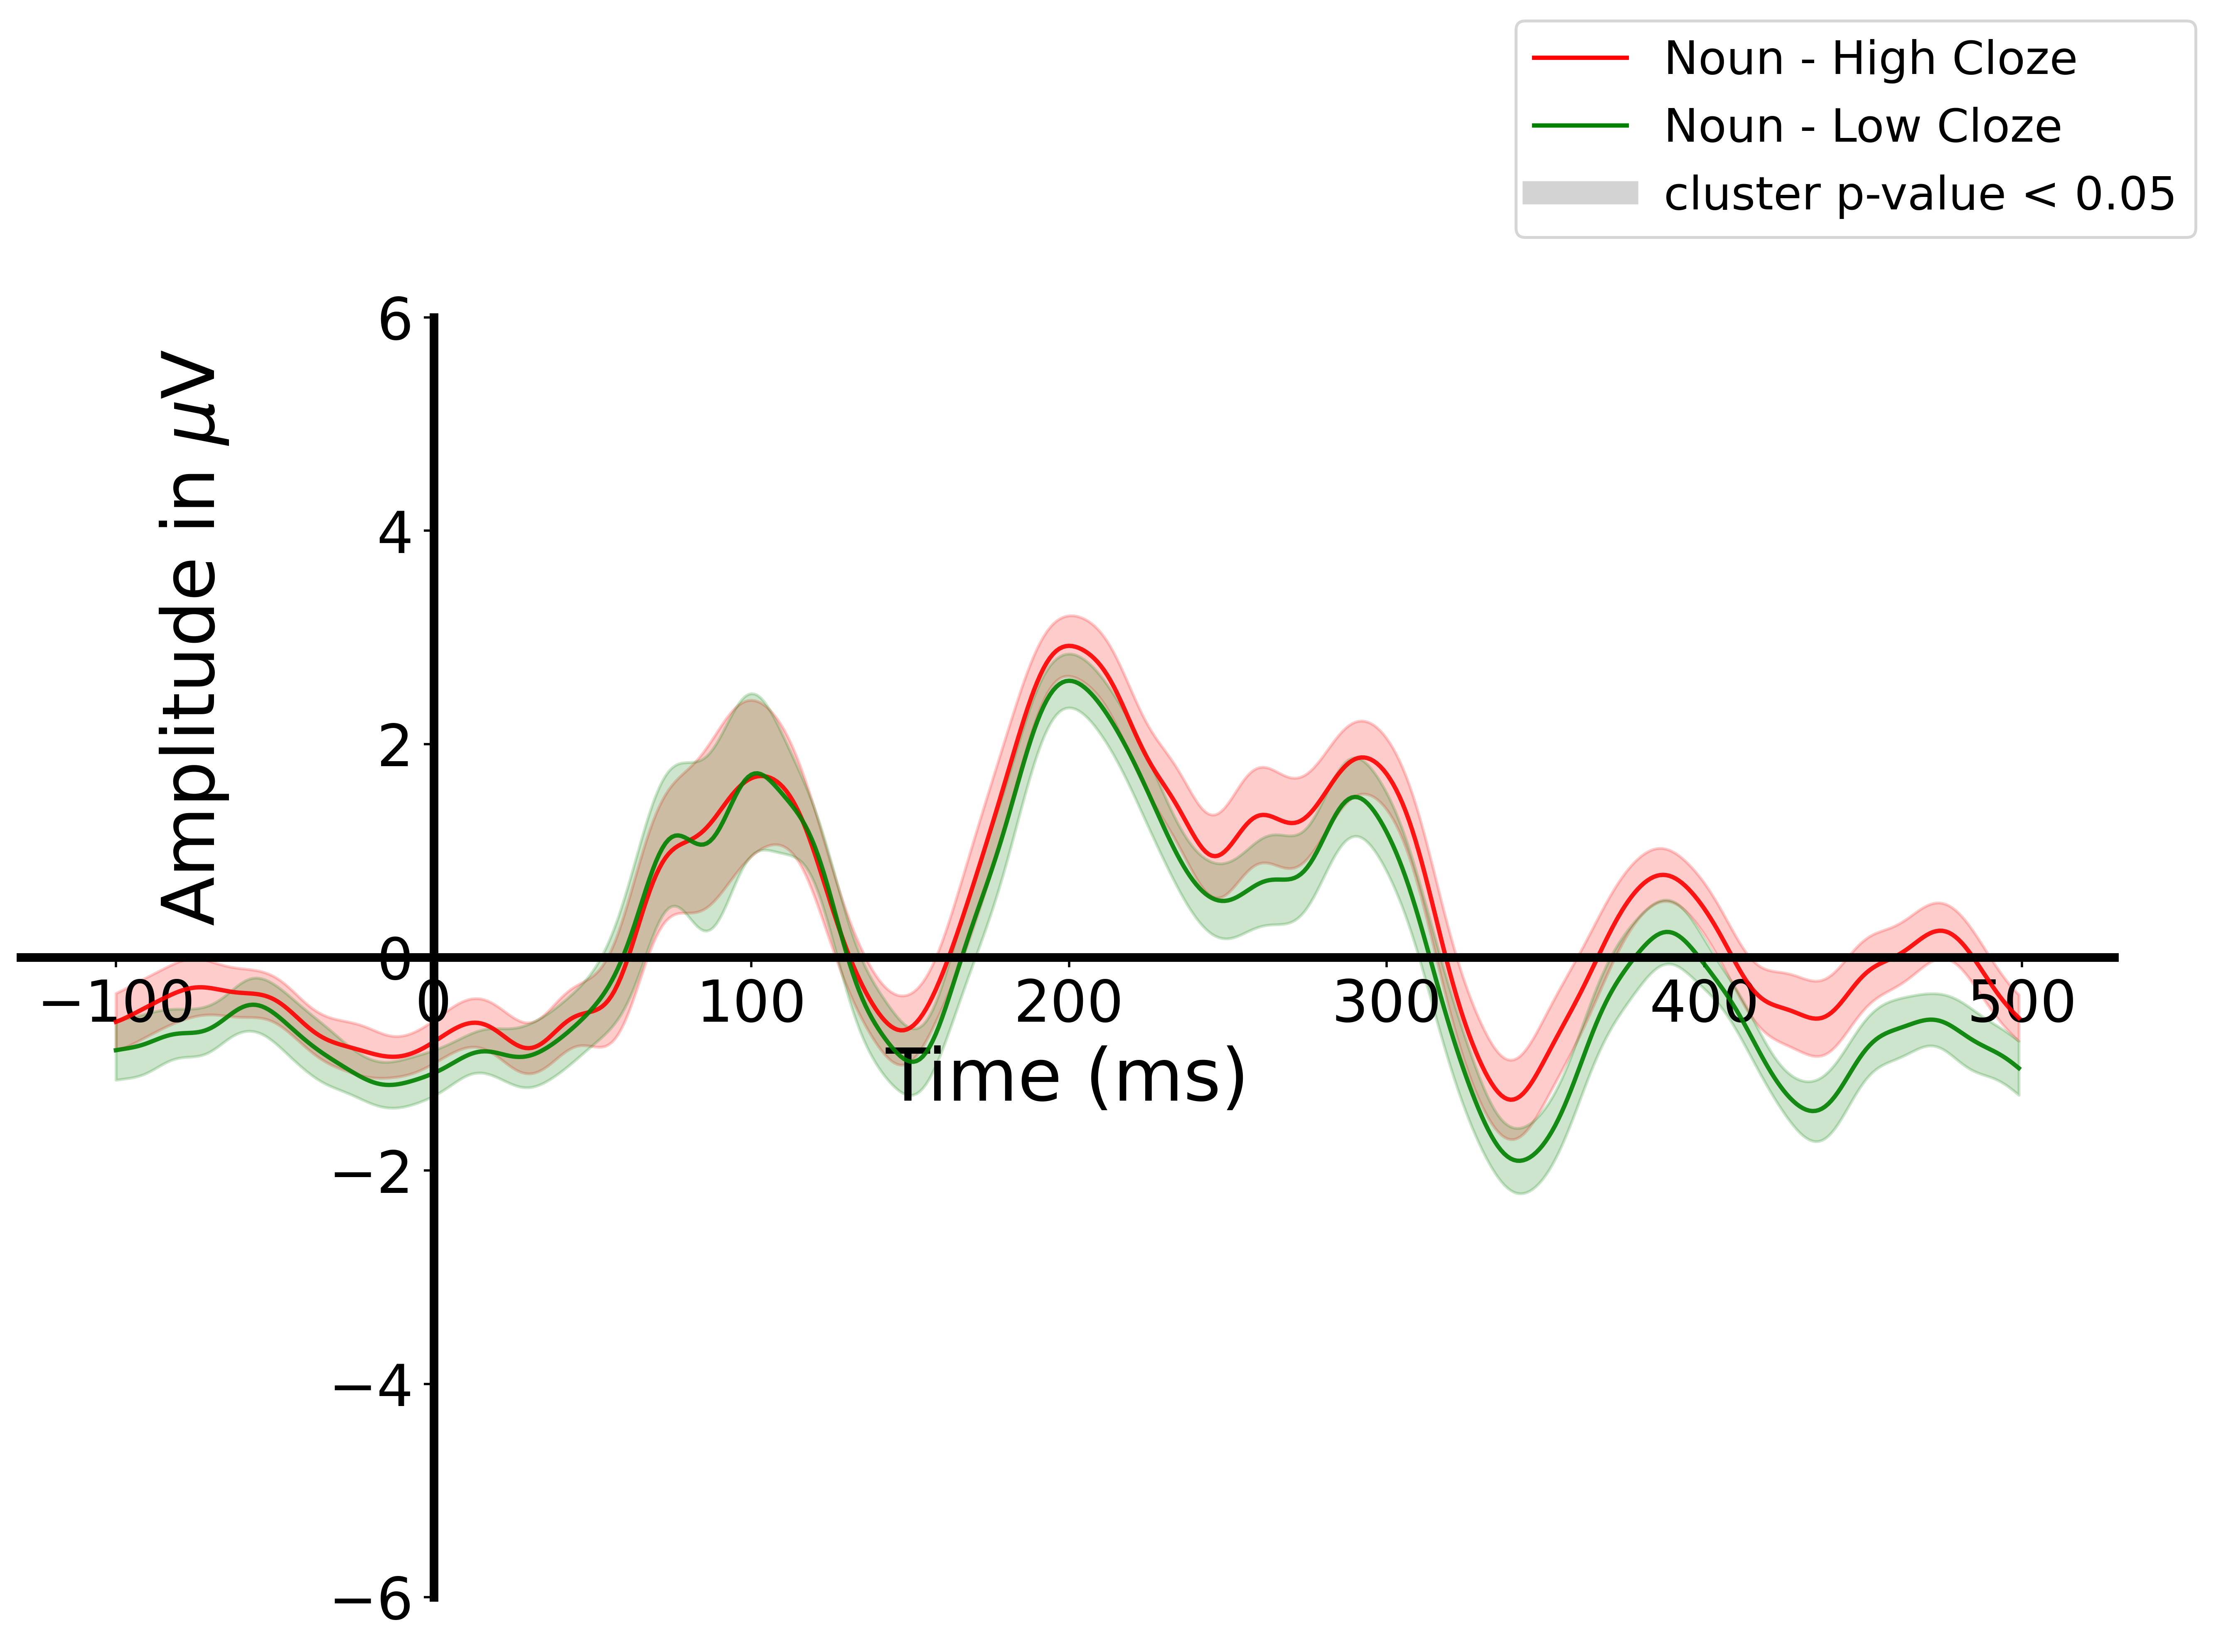 Noun - High Cloze
Noun - Low Cloze
cluster p-value < 0.05
6
4
2
0
−2
−4
−6
Amplitude in μV
−100 0 100 200 300 400 500
Time (ms)